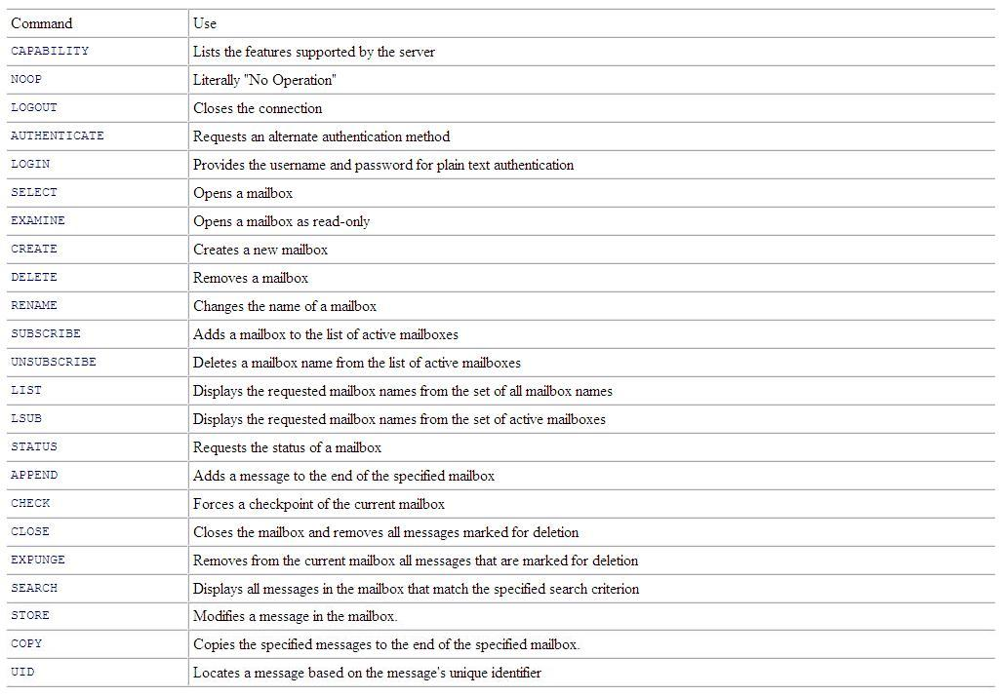 Command Use
CAPABILITY Lists the features supported by the server
NOOP Literally "No Operation"
LOGOUT Closes the connection
AUTHENTICATE Requests an alternate authentication method
LOGIN Provides the username and password for plain text authentication
SELECT Opens a mailbox
EXAMINE Opens a mailbox as read-only
CREATE Creates a new mailbox
DELETE Removes a mailbox
RENAME Changes the name of a mailbox
SUBSCRIBE Adds a mailbox to the list of active mailboxes
UNSUBSCRIBE Deletes a mailbox name from the list of active mailboxes
LIST Displays the requested mailbox names from the set of all mailbox names
LSUB Displays the requested mailbox names from the set of active mailboxes
STATUS Requests the status of a mailbox
APPEND Adds a message to the end of the specified mailbox
CHECK Forces a checkpoint of the current mailbox
CLOSE Closes the mailbox and removes all messages marked for deletion
EXPUNGE Removes from the current mailbox all messages that are marked for deletion
SEARCH Displays all messages in the mailbox that match the specified search criterion
STORE Modifies a message in the mailbox.
COPY Copies the specified messages to the end of the specified mailbox.
UID Locates a message based on the message's unique identifier